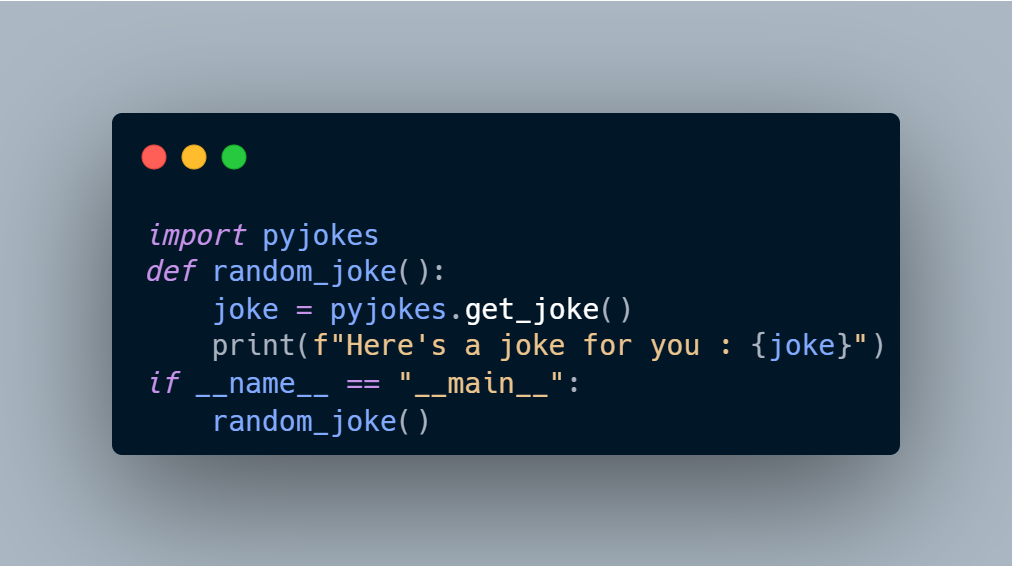 import pyjokes
def random_joke():
    joke = pyjokes.get_joke()
    print(f"Here's a joke for you : {joke}")
if __name__ == "__main__":
    random_joke()